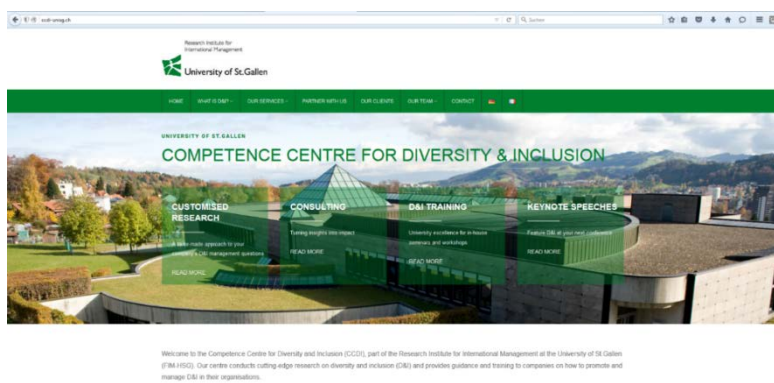 ccdi-unisg.ch
Suchen
Research Institute for
International Management
University of St.Gallen
HOME WHAT IS D&I? OUR SERVICES PARTNER WITH US OUR CLIENTS OUR TEAM CONTACT
UNIVERSITY OF ST.GALLEN
COMPETENCE CENTRE FOR DIVERSITY & INCLUSION
CUSTOMISED
RESEARCH
A tailor-made approach to your
company's D&I management questions
READ MORE
CONSULTING
Turning insights into impact
READ MORE
D&I TRAINING
University excellence for in-house
seminars and workshops
READ MORE
KEYNOTE SPEECHES
Feature D&I at your next conference
READ MORE
Welcome to the Competence Centre for Diversity and Inclusion (CCDI), part of the Research Institute for International Management at the University of St Gallen
(FIM-HSG). Our centre conducts cutting-edge research on diversity and inclusion (D&I) and provides guidance and training to companies on how to promote and
manage D&I in their organisations.